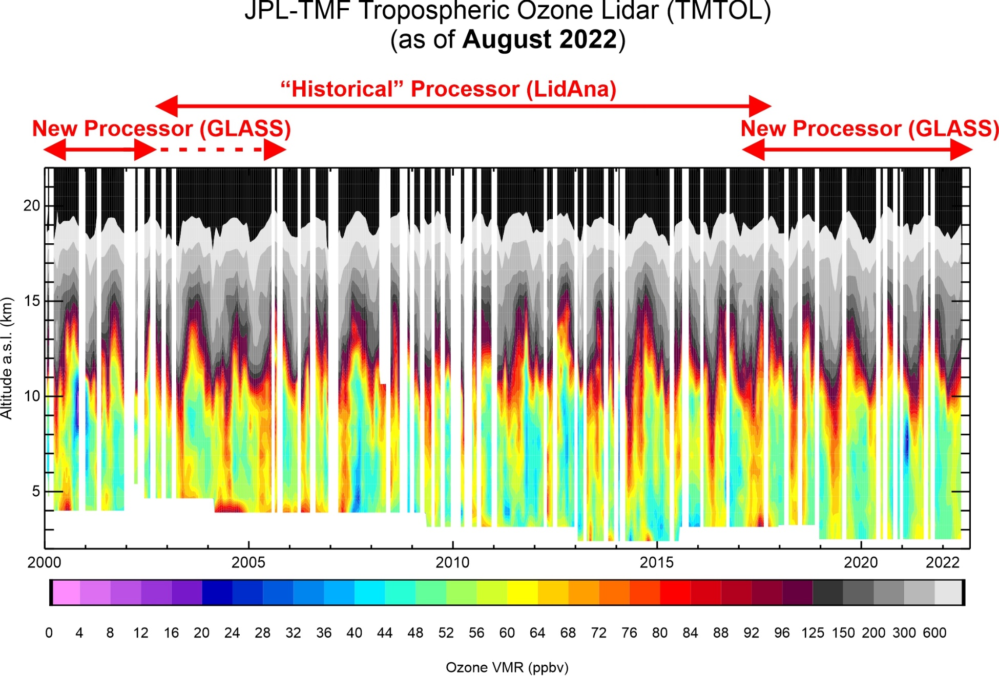 JPL-TMF Tropospheric Ozone Lidar (TMTOL)
(as of August 2022)
“Historical” Processor (LidAna)
New Processor (GLASS)
New Processor (GLASS)
Altitude a.s.l. (km)
20
15
10
5
2000 2005 2010 2015 2020 2022
0 4 8 12 16 20 24 28 32 36 40 44 48 52 56 60 64 68 72 76 80 84 88 92 96 125 150 200 300 600
Ozone VMR (ppbv)